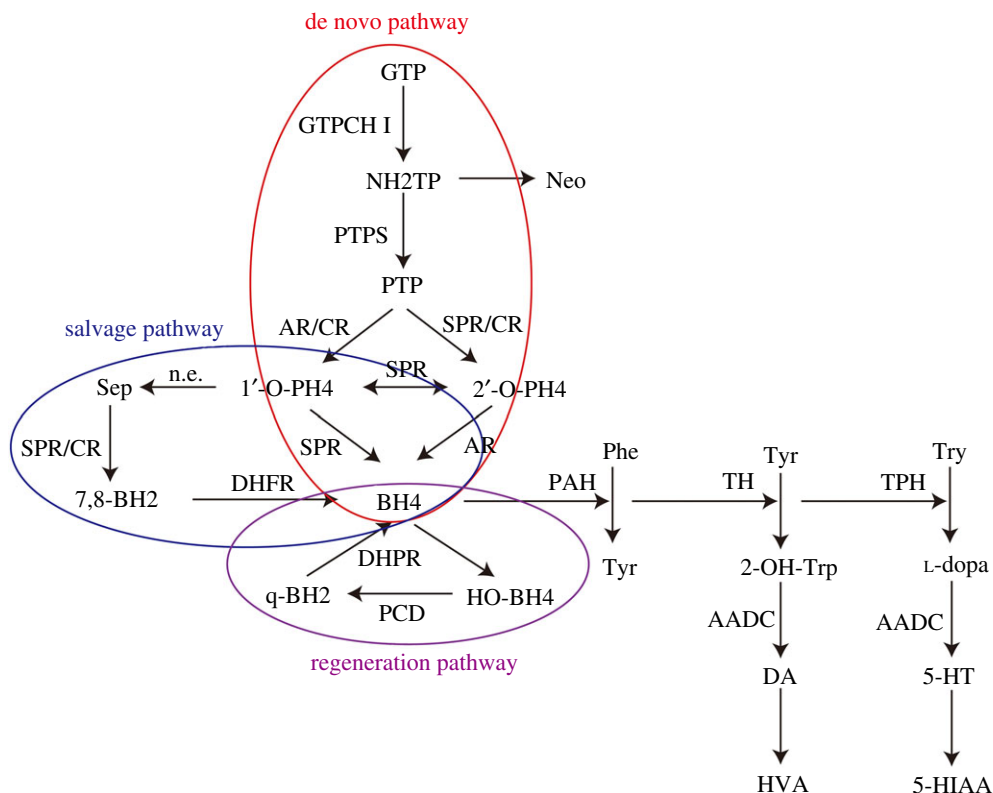 de novo pathway
GTP
GTPCH I
NH2TP
Neo
PTPS
PTP
salvage pathway
AR/CR
SPR/CR
Sep
n.e.
1′-O-PH4
SPR
2′-O-PH4
SPR/CR
SPR
AR
7,8-BH2
DHFR
BH4
PAH
Phe
TH
Tyr
TPH
Try
DHPR
Tyr
2-OH-Trp
L-dopa
q-BH2
PCD
HO-BH4
AADC
AADC
regeneration pathway
DA
5-HT
HVA
5-HIAA